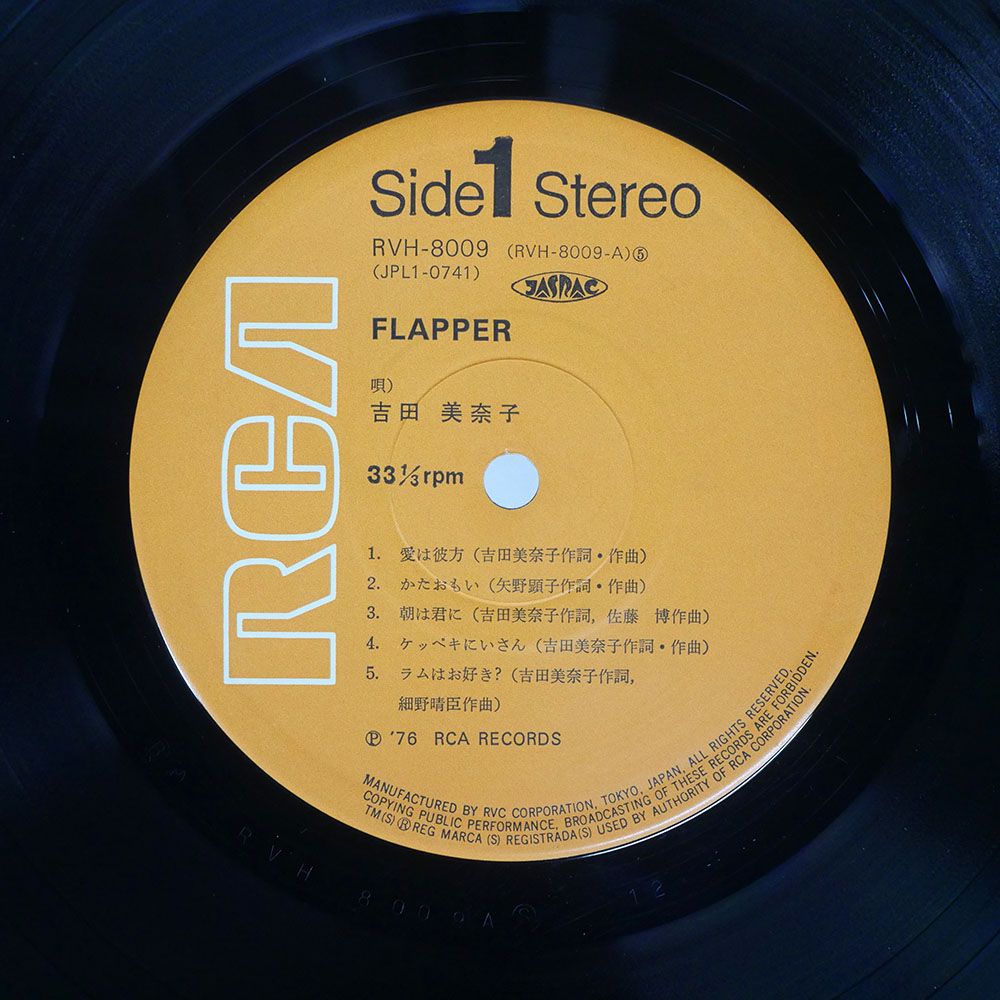 Side 1 Stereo
RVH-8009 (RVH-8009-A)⑤
(JPL1-0741)
JASRAC
FLAPPER
唄)
吉田 美奈子
33⅓rpm
RCA
1. 愛は彼方（吉田美奈子作詞・作曲）
2. かたおもい（矢野顕子作詞・作曲）
3. 朝は君に（吉田美奈子作詞, 佐藤 博作曲）
4. ケッペキにいさん（吉田美奈子作詞・作曲）
5. ラムはお好き?（吉田美奈子作詞,
細野晴臣作曲）
Ⓟ '76 RCA RECORDS
MANUFACTURED BY RVC CORPORATION, TOKYO, JAPAN, ALL RIGHTS RESERVED,
COPYING PUBLIC PERFORMANCE, BROADCASTING OF THESE RECORDS ARE FORBIDDEN.
TM(S) ® REG MARCA (S) REGISTRADA(S) USED BY AUTHORITY OF RCA CORPORATION.
RVH 8009A Ⓢ 12